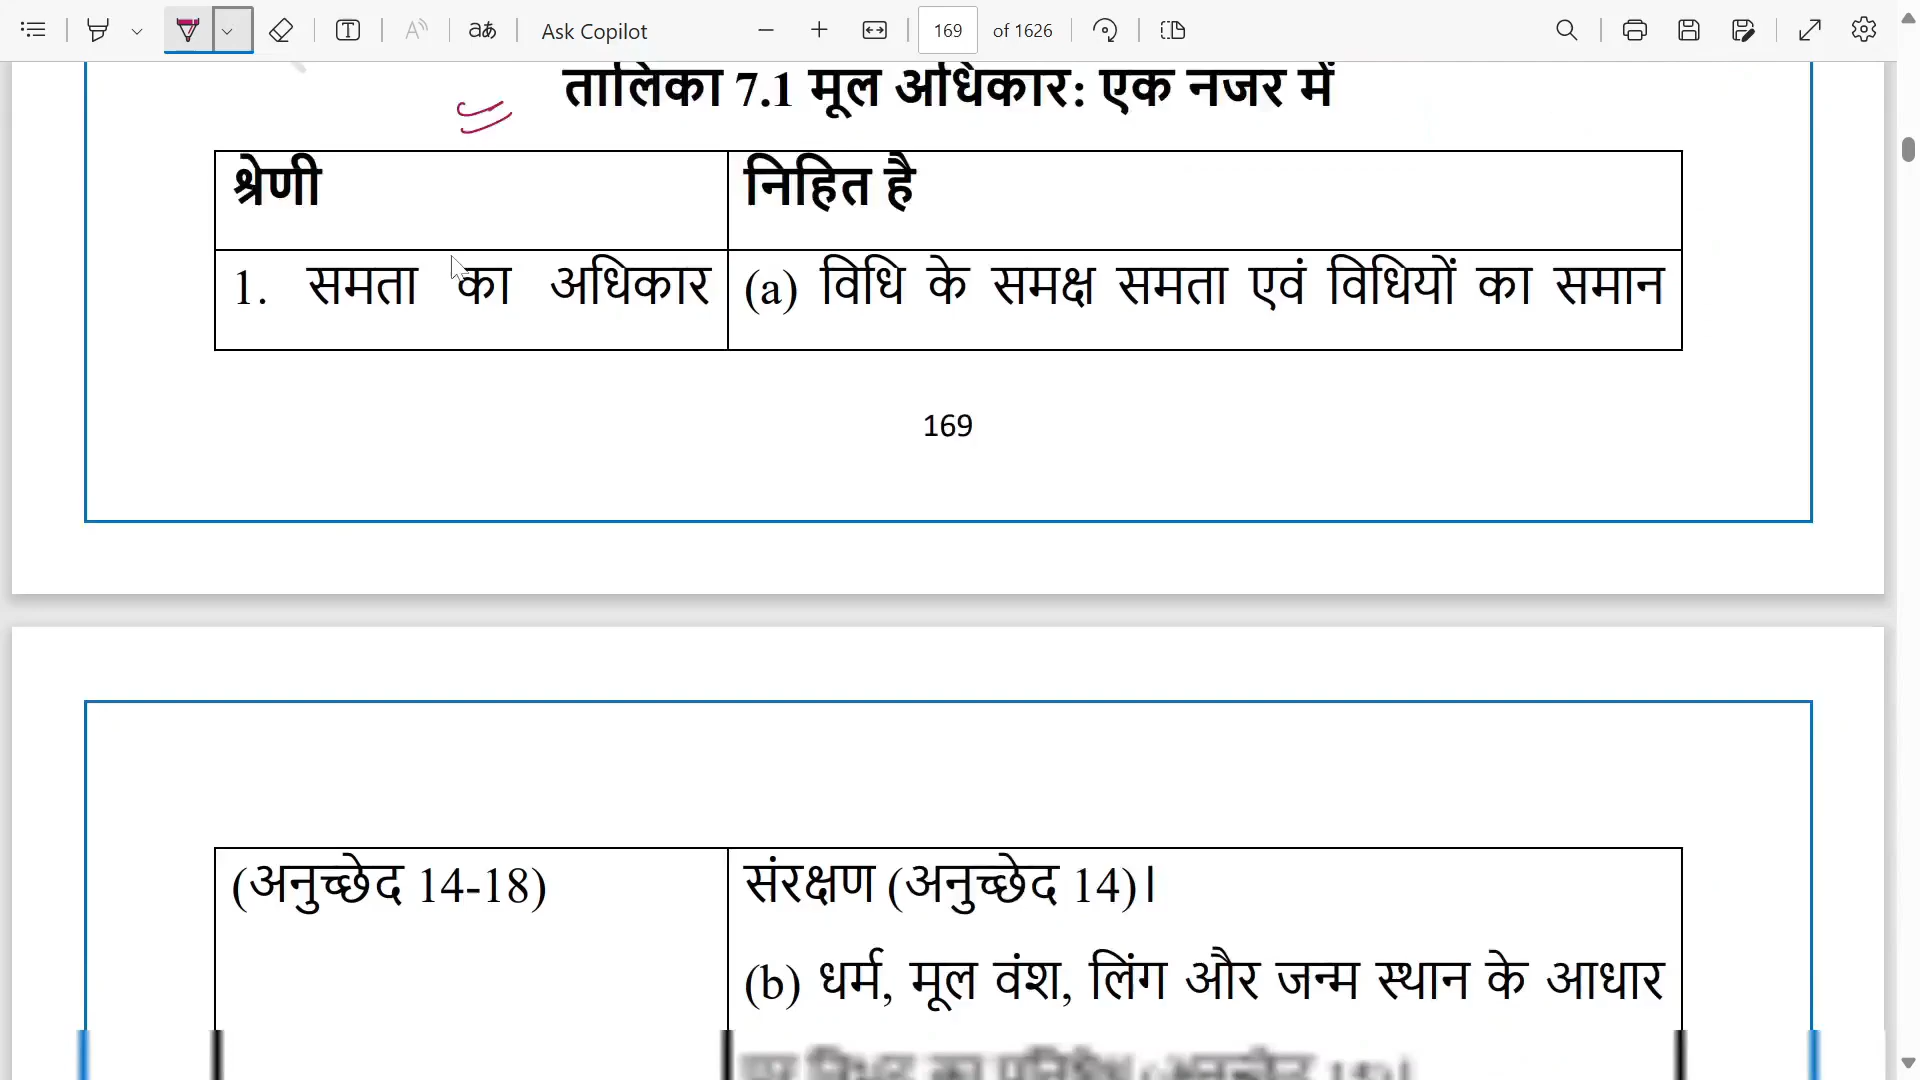 Ask Copilot
169
of 1626
तालिका 7.1 मूल अधिकार: एक नजर में
श्रेणी
निहित है
1. समता का अधिकार
(a) विधि के समक्ष समता एवं विधियों का समान
169
(अनुच्छेद 14-18)
संरक्षण (अनुच्छेद 14)।
(b) धर्म, मूल वंश, लिंग और जन्म स्थान के आधार